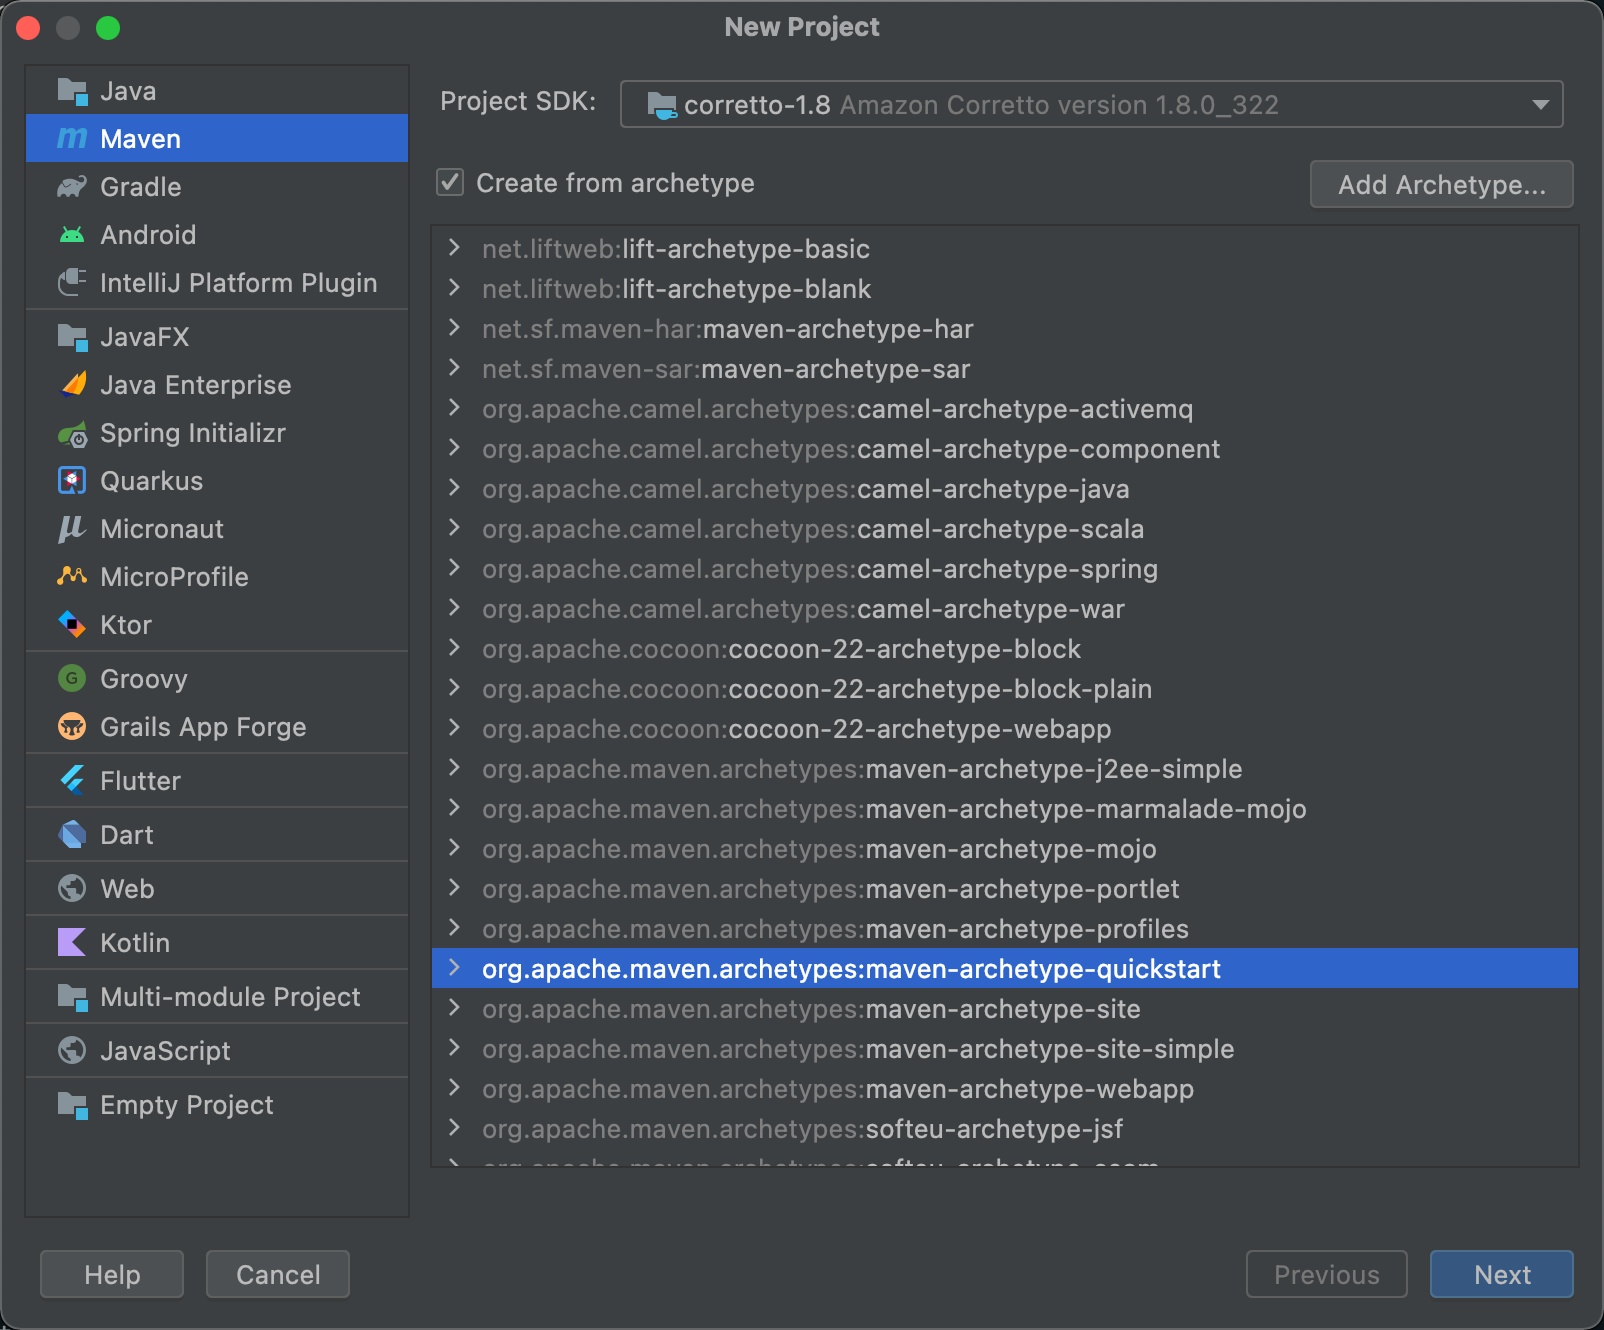 New Project
Java
Maven
Gradle
Android
IntelliJ Platform Plugin
JavaFX
Java Enterprise
Spring Initializr
Quarkus
Micronaut
MicroProfile
Ktor
Groovy
Grails App Forge
Flutter
Dart
Web
Kotlin
Multi-module Project
JavaScript
Empty Project
Project SDK: corretto-1.8 Amazon Corretto version 1.8.0_322
Create from archetype
Add Archetype...
net.liftweb:lift-archetype-basic
net.liftweb:lift-archetype-blank
net.sf.maven-har:maven-archetype-har
net.sf.maven-sar:maven-archetype-sar
org.apache.camel.archetypes:camel-archetype-activemq
org.apache.camel.archetypes:camel-archetype-component
org.apache.camel.archetypes:camel-archetype-java
org.apache.camel.archetypes:camel-archetype-scala
org.apache.camel.archetypes:camel-archetype-spring
org.apache.camel.archetypes:camel-archetype-war
org.apache.cocoon:cocoon-22-archetype-block
org.apache.cocoon:cocoon-22-archetype-block-plain
org.apache.cocoon:cocoon-22-archetype-webapp
org.apache.maven.archetypes:maven-archetype-j2ee-simple
org.apache.maven.archetypes:maven-archetype-marmalade-mojo
org.apache.maven.archetypes:maven-archetype-mojo
org.apache.maven.archetypes:maven-archetype-portlet
org.apache.maven.archetypes:maven-archetype-profiles
org.apache.maven.archetypes:maven-archetype-quickstart
org.apache.maven.archetypes:maven-archetype-site
org.apache.maven.archetypes:maven-archetype-site-simple
org.apache.maven.archetypes:maven-archetype-webapp
org.apache.maven.archetypes:softeu-archetype-jsf
Help
Cancel
Previous
Next